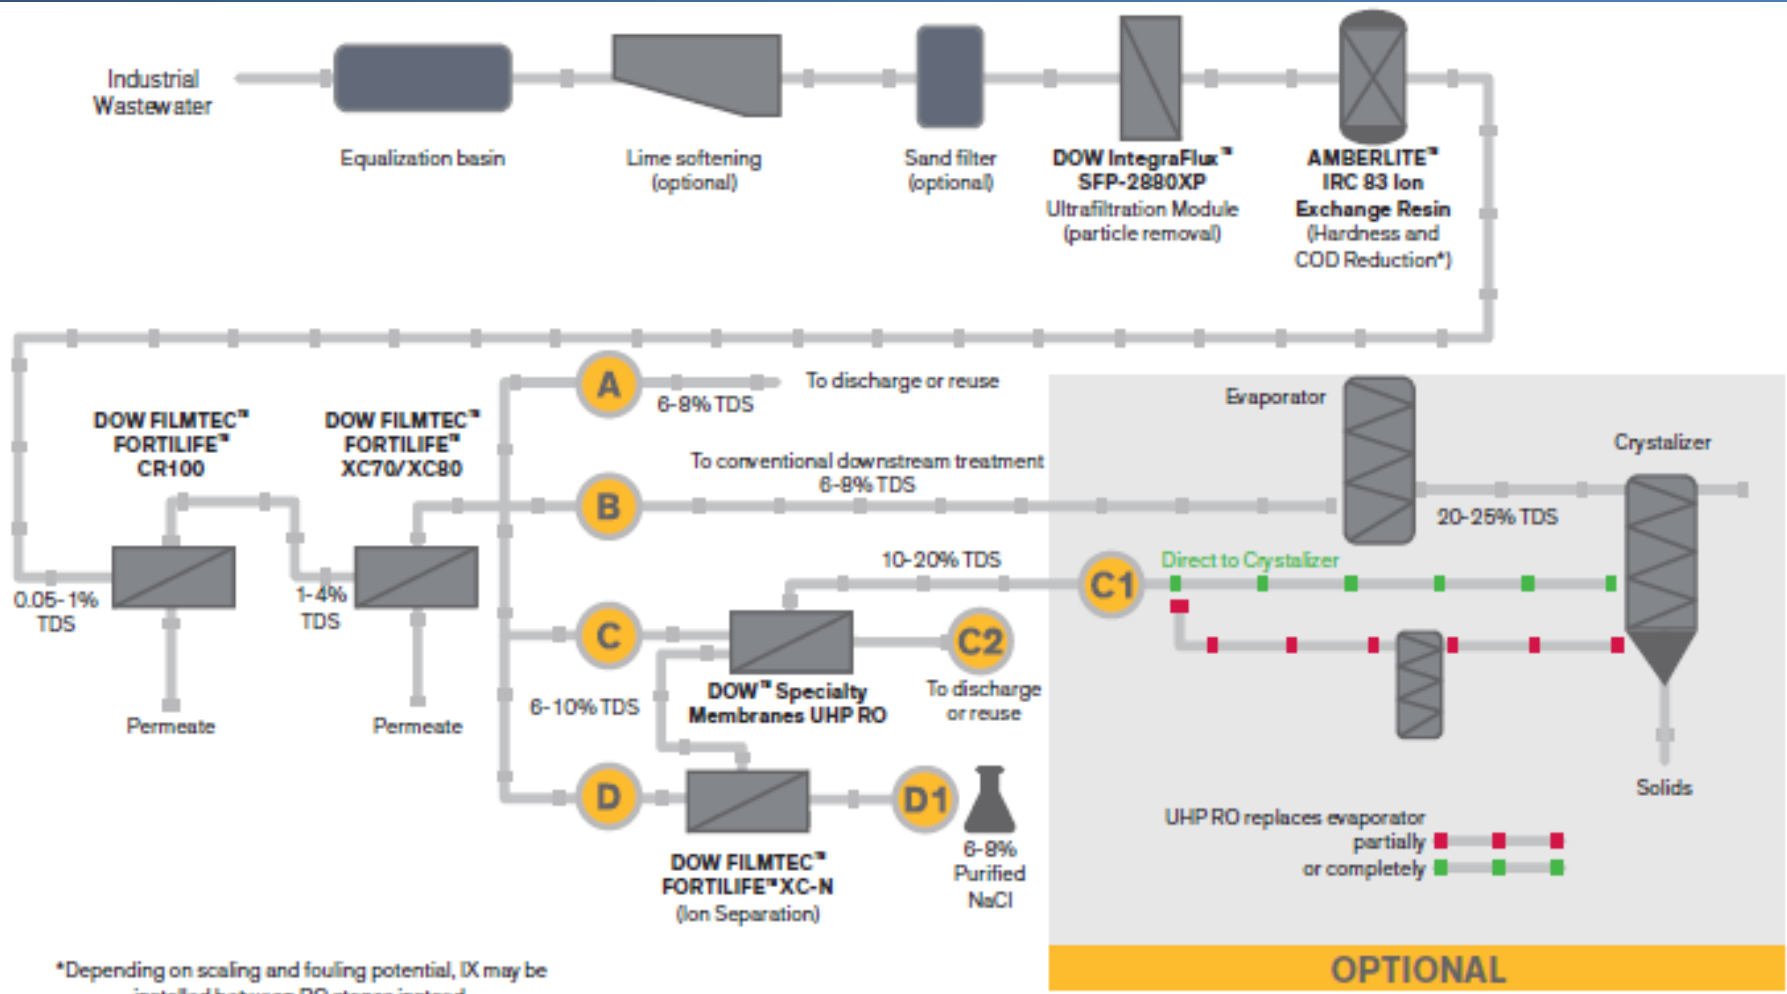 Industrial
Wastewater
Equalization basin
Lime softening
(optional)
Sand filter
(optional)
DOW IntegraFlux™
SFP-2880XP
Ultrafiltration Module
(particle removal)
AMBERLITE™
IRC 83 Ion
Exchange Resin
(Hardness and
COD Reduction*)
DOW FILMTEC™
FORTILIFE™
CR100
DOW FILMTEC™
FORTILIFE™
XC70/XC80
0.05-1%
TDS
1-4%
TDS
Permeate
Permeate
A
6-8% TDS
To discharge or reuse
B
To conventional downstream treatment
6-8% TDS
C
10-20% TDS
DOW™ Specialty
Membranes UHP RO
C2
To discharge
or reuse
6-10% TDS
D
DOW FILMTEC™
FORTILIFE™ XC-N
(Ion Separation)
D1
6-8%
Purified
NaCl
Evaporator
20-25% TDS
Crystalizer
C1
Direct to Crystalizer
Solids
UHP RO replaces evaporator
partially
or completely
OPTIONAL
*Depending on scaling and fouling potential, IX may be
installed between RO stages instead